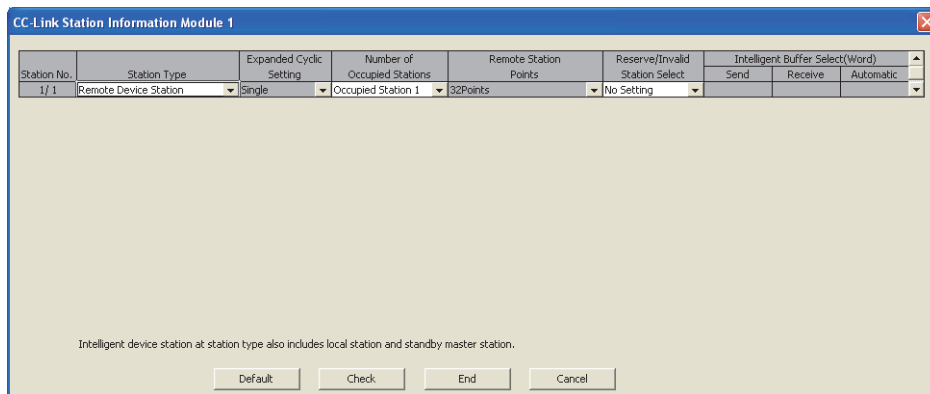 CC-Link Station Information Module 1
Expanded Cyclic Number of Remote Station Reserve/Invalid Intelligent Buffer Select(Word)
Station No. Station Type Setting Occupied Stations Points Station Select Send Receive Automatic
1/ 1 Remote Device Station Single Occupied Station 1 32Points No Setting
Intelligent device station at station type also includes local station and standby master station.
Default Check End Cancel